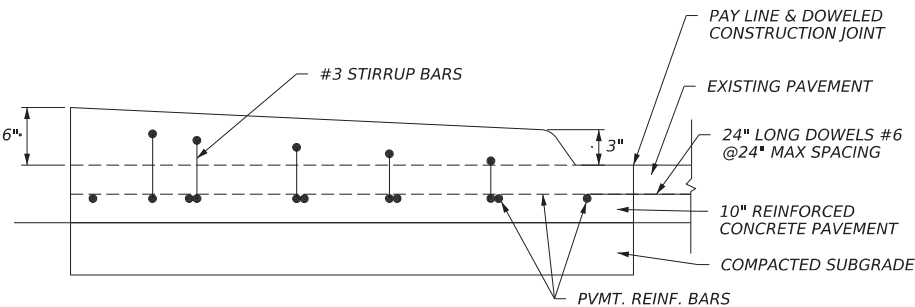 PAY LINE & DOWELED
CONSTRUCTION JOINT
#3 STIRRUP BARS
EXISTING PAVEMENT
6"
3"
24" LONG DOWELS #6
@24" MAX SPACING
10" REINFORCED
CONCRETE PAVEMENT
COMPACTED SUBGRADE
PVMT. REINF. BARS